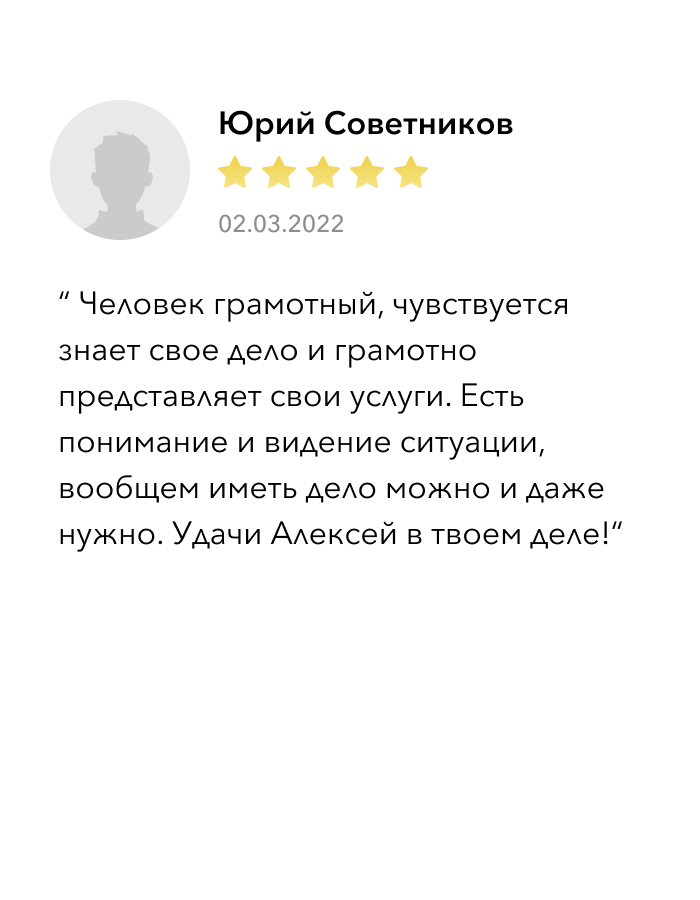 Юрий Советников
02.03.2022
“ Человек грамотный, чувствуется
знает свое дело и грамотно
представляет свои услуги. Есть
понимание и видение ситуации,
вообщем иметь дело можно и даже
нужно. Удачи Алексей в твоем деле!“